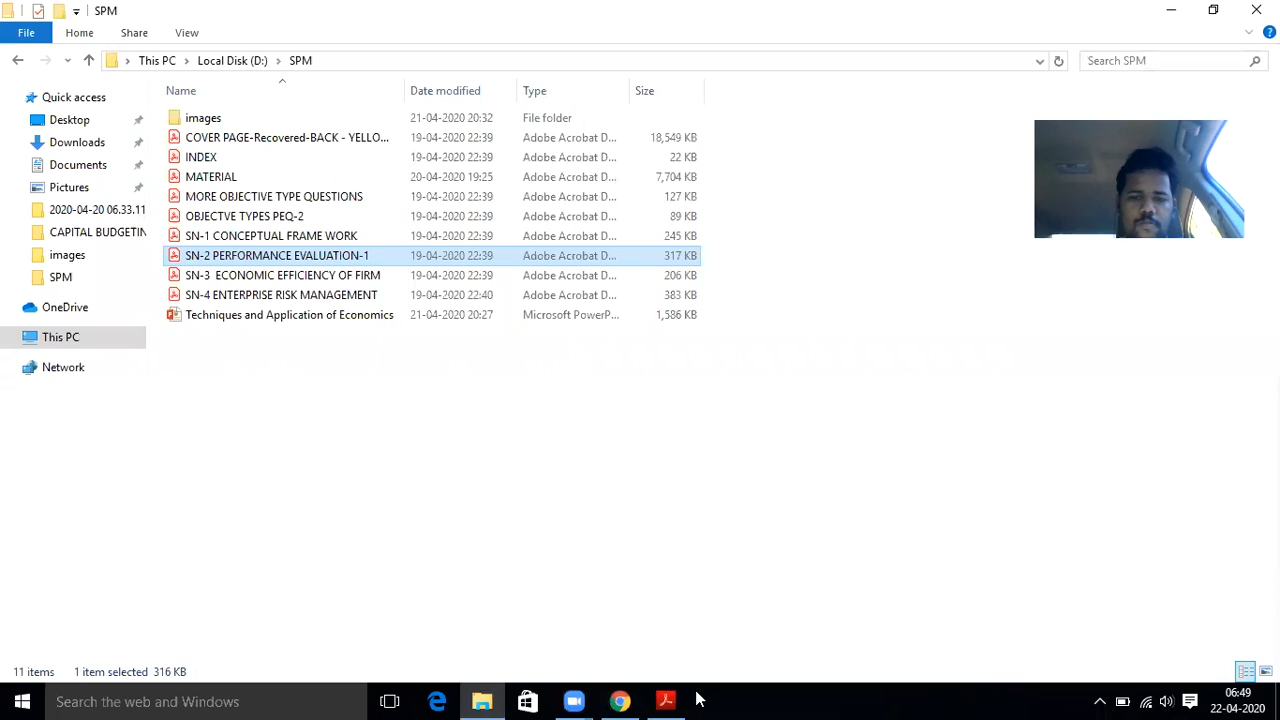 SPM
File Home Share View
This PC Local Disk (D:) SPM
Search SPM
Name Date modified Type Size
Quick access
Desktop
Downloads
Documents
Pictures
2020-04-20 06.33.11
CAPITAL BUDGETIN
images
SPM
OneDrive
This PC
Network
images 21-04-2020 20:32 File folder
COVER PAGE-Recovered-BACK - YELLO... 19-04-2020 22:39 Adobe Acrobat D... 18,549 KB
INDEX 19-04-2020 22:39 Adobe Acrobat D... 22 KB
MATERIAL 20-04-2020 19:25 Adobe Acrobat D... 7,704 KB
MORE OBJECTIVE TYPE QUESTIONS 19-04-2020 22:39 Adobe Acrobat D... 127 KB
OBJECTVE TYPES PEQ-2 19-04-2020 22:39 Adobe Acrobat D... 89 KB
SN-1 CONCEPTUAL FRAME WORK 19-04-2020 22:39 Adobe Acrobat D... 245 KB
SN-2 PERFORMANCE EVALUATION-1 19-04-2020 22:39 Adobe Acrobat D... 317 KB
SN-3 ECONOMIC EFFICIENCY OF FIRM 19-04-2020 22:39 Adobe Acrobat D... 206 KB
SN-4 ENTERPRISE RISK MANAGEMENT 19-04-2020 22:40 Adobe Acrobat D... 383 KB
Techniques and Application of Economics 21-04-2020 20:27 Microsoft PowerP... 1,586 KB
11 items 1 item selected 316 KB
Search the web and Windows
06:49
22-04-2020